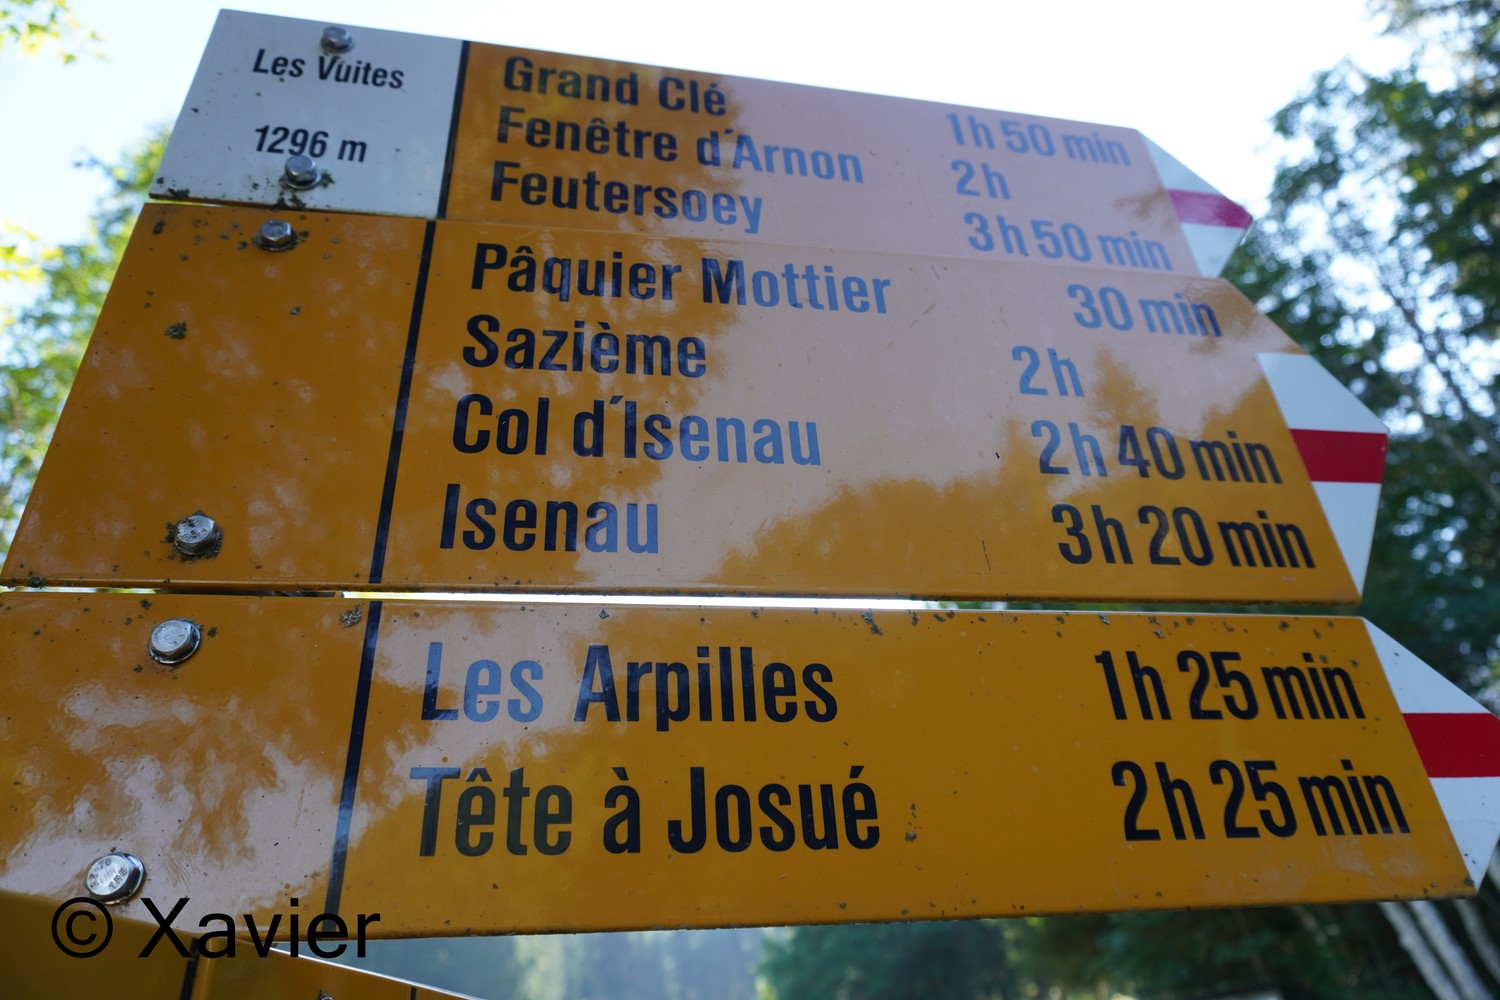 Les Vuites
1296 m
Grand Clé 1h 50 min
Fenêtre d´Arnon 2h
Feutersoey 3h 50 min
Pâquier Mottier 30 min
Sazième 2h
Col d´Isenau 2h 40 min
Isenau 3h 20 min
Les Arpilles 1h 25 min
Tête à Josué 2h 25 min
© Xavier